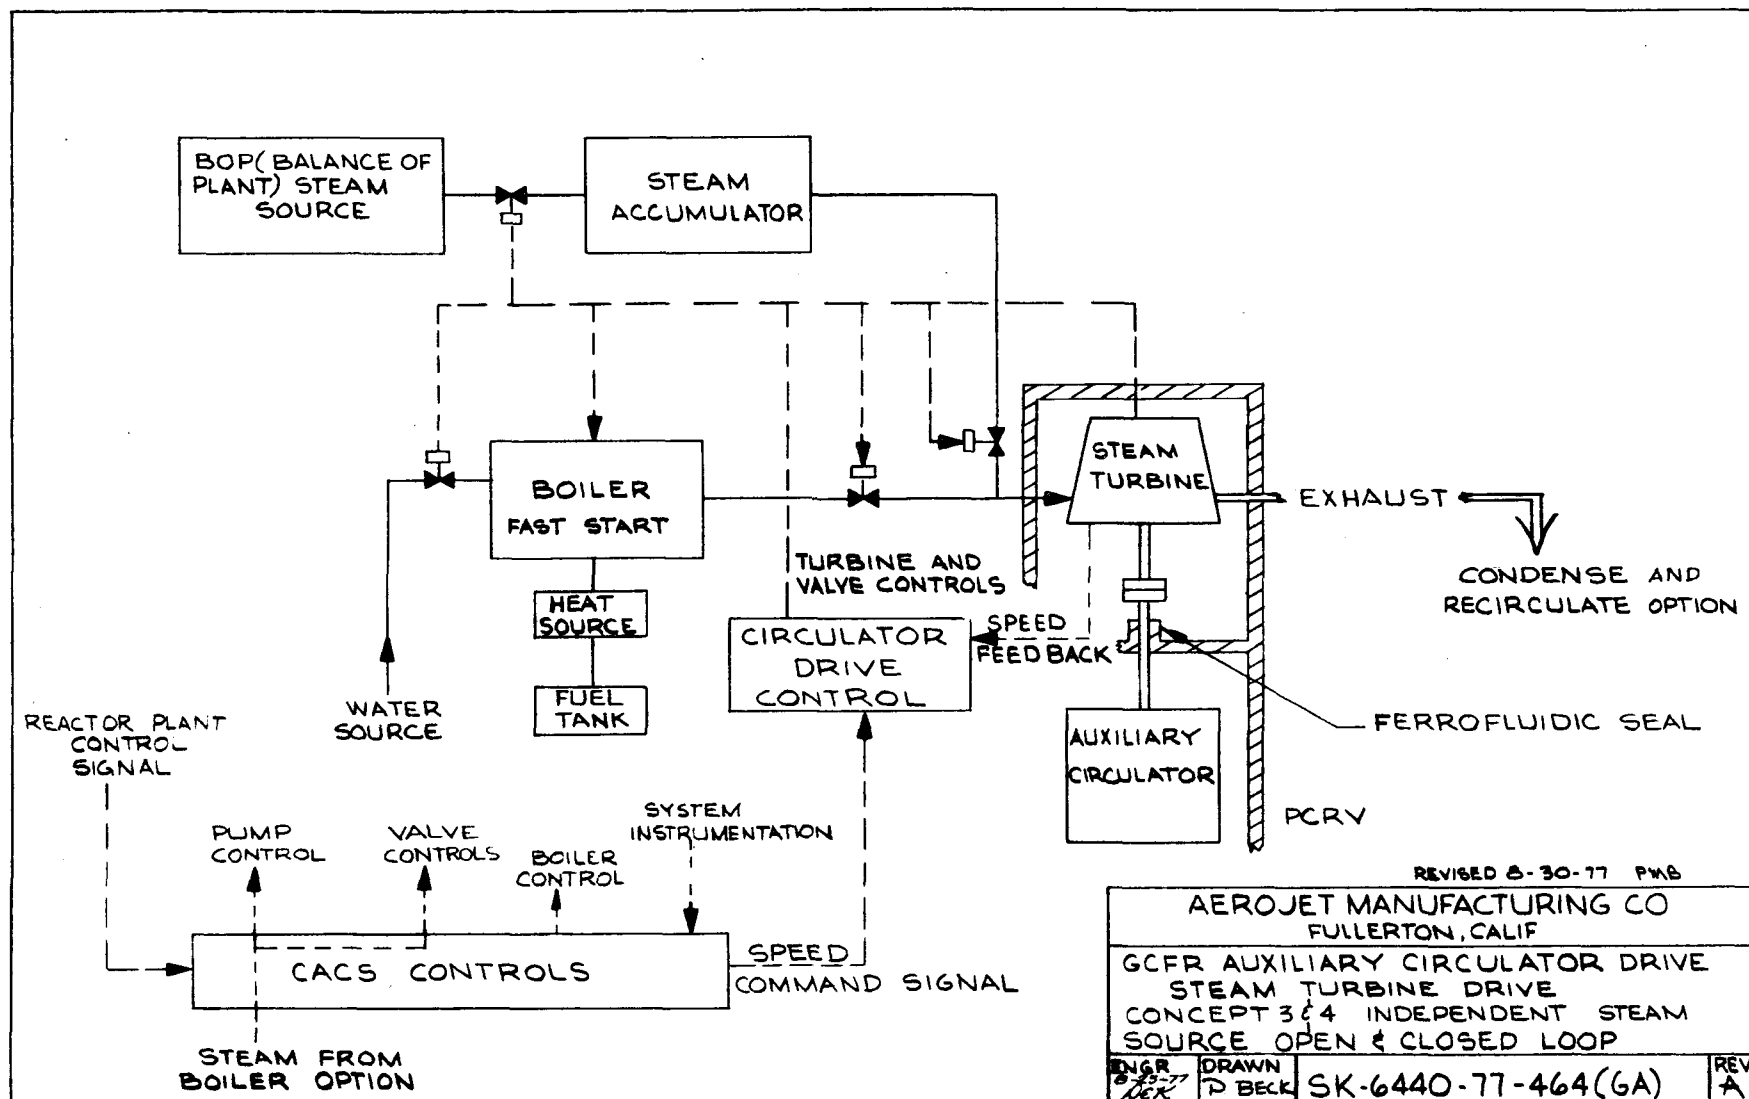 BOP(BALANCE OF
PLANT) STEAM
SOURCE
STEAM
ACCUMULATOR
BOILER
FAST START
STEAM
TURBINE
EXHAUST
CONDENSE AND
RECIRCULATE OPTION
TURBINE AND
VALVE CONTROLS
HEAT
SOURCE
FUEL
TANK
WATER
SOURCE
CIRCULATOR
DRIVE
CONTROL
SPEED
FEEDBACK
FERROFLUIDIC SEAL
AUXILIARY
CIRCULATOR
PCRV
REACTOR PLANT
CONTROL
SIGNAL
PUMP
CONTROL
VALVE
CONTROLS
BOILER
CONTROL
SYSTEM
INSTRUMENTATION
CACS CONTROLS
SPEED
COMMAND SIGNAL
STEAM FROM
BOILER OPTION
REVISED 8-30-77 PMB
AEROJET MANUFACTURING CO
FULLERTON, CALIF
GCFR AUXILIARY CIRCULATOR DRIVE
STEAM TURBINE DRIVE
CONCEPT 3 & 4 INDEPENDENT STEAM
SOURCE OPEN & CLOSED LOOP
ENGR
DRAWN
P BECK
SK-6440-77-464(GA)
REV
A